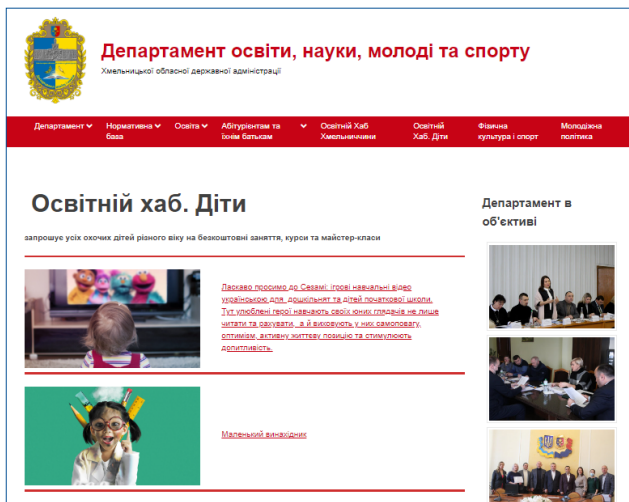 Департамент освіти, науки, молоді та спорту
Хмельницької обласної державної адміністрації
Департамент
Нормативна база
Освіта
Абітурієнтам та їхнім батькам
Освітній Хаб Хмельниччини
Освітній Хаб. Діти
Фізична культура і спорт
Молодіжна політика
Освітній хаб. Діти
запрошує усіх охочих дітей різного віку на безкоштовні заняття, курси та майстер-класи
Ласкаво просимо до Сезамі: ігрові навчальні відео
українською для дошкільнят та дітей початкової школи.
Тут улюблені герої навчають своїх юних глядачів не лише
читати та рахувати, а й виховують у них самоповагу,
оптимізм, активну життєву позицію та стимулюють
допитливість.
Маленький винахідник
Департамент в
об'єктиві